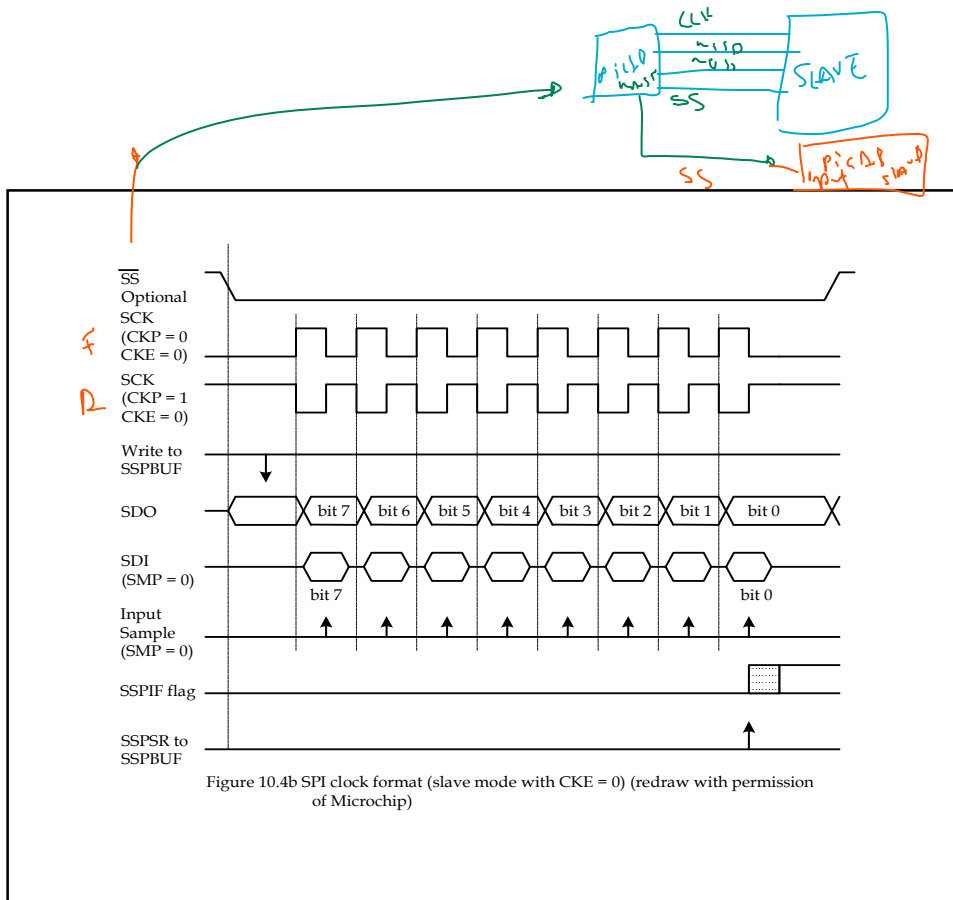 CLK
SLAVE
SS
SS
SS
Optional
SCK
(CKP = 0
CKE = 0)
F
SCK
(CKP = 1
CKE = 0)
R
Write to
SSPBUF
SDO
bit 7 bit 6 bit 5 bit 4 bit 3 bit 2 bit 1 bit 0
SDI
(SMP = 0)
bit 7 bit 0
Input
Sample
(SMP = 0)
SSPIF flag
SSPSR to
SSPBUF
Figure 10.4b SPI clock format (slave mode with CKE = 0) (redraw with permission
of Microchip)